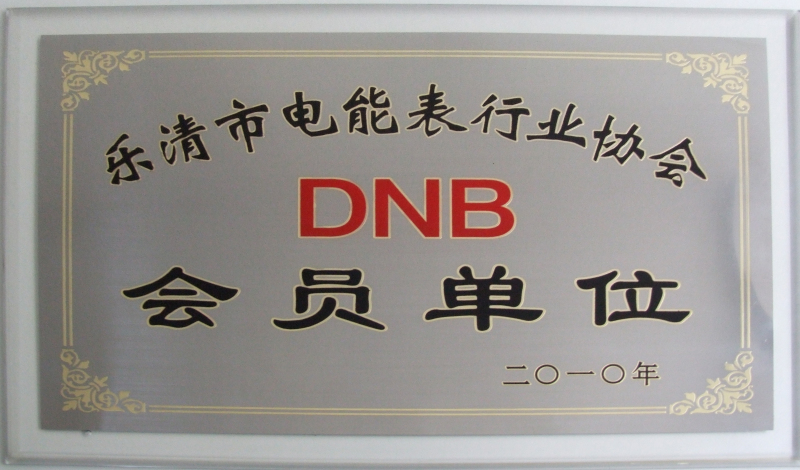 乐清市电能表行业协会
DNB
会员单位
二〇一〇年